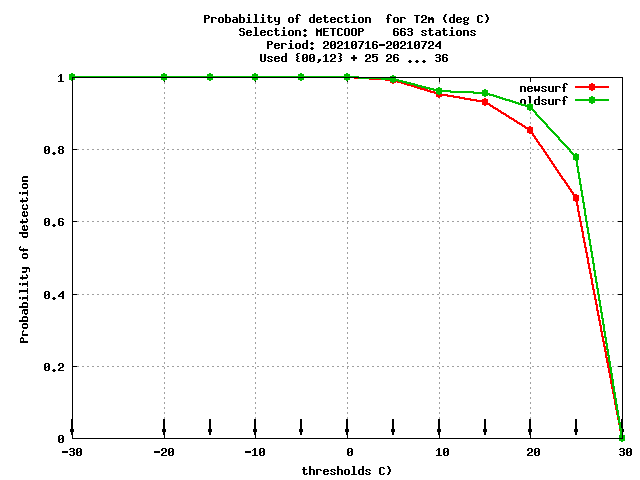 Probability of detection  for T2m (deg C)
Selection: METCOOP    663 stations
Period: 20210716-20210724
Used {00,12} + 25 26 ... 36
newsurf
oldsurf
1
0.8
0.6
0.4
0.2
0
Probability of detection
-30 -20 -10 0 10 20 30
thresholds C)